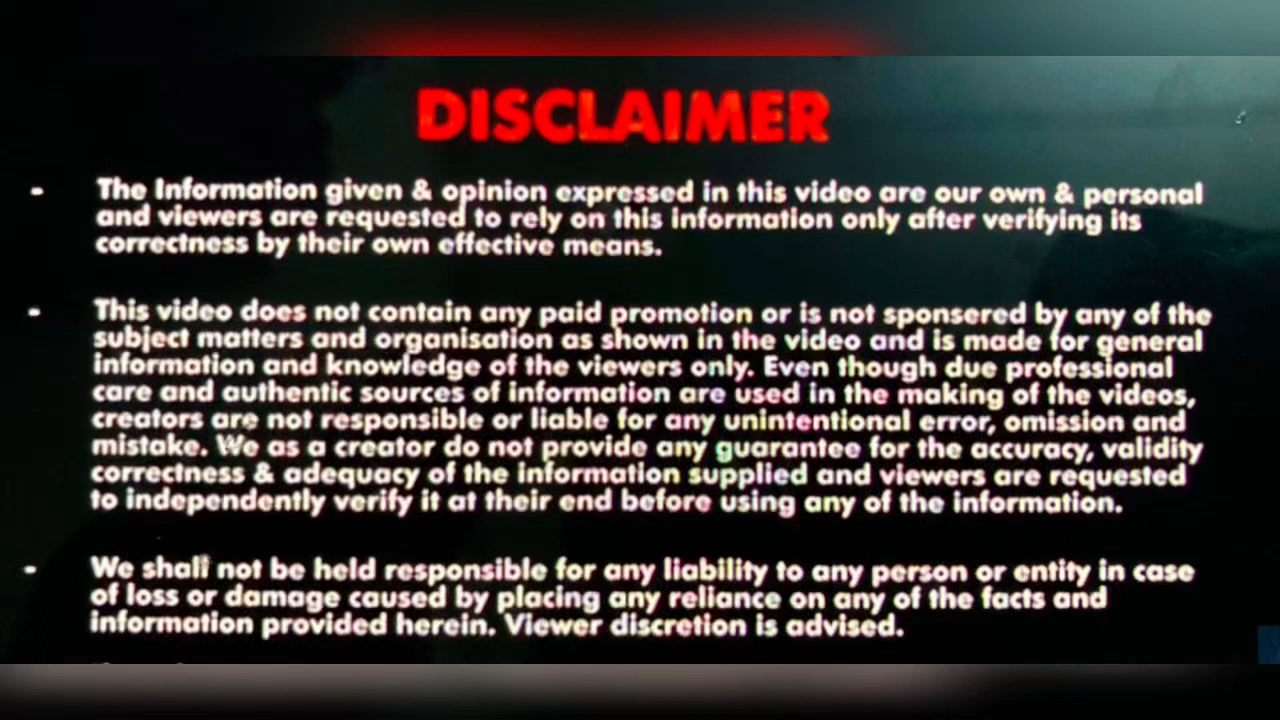 DISCLAIMER
- The Information given & opinion expressed in this video are our own & personal
and viewers are requested to rely on this information only after verifying its
correctness by their own effective means.
- This video does not contain any paid promotion or is not sponsered by any of the
subject matters and organisation as shown in the video and is made for general
information and knowledge of the viewers only. Even though due professional
care and authentic sources of information are used in the making of the videos,
creators are not responsible or liable for any unintentional error, omission and
mistake. We as a creator do not provide any guarantee for the accuracy, validity
correctness & adequacy of the information supplied and viewers are requested
to independently verify it at their end before using any of the information.
- We shall not be held responsible for any liability to any person or entity in case
of loss or damage caused by placing any reliance on any of the facts and
information provided herein. Viewer discretion is advised.